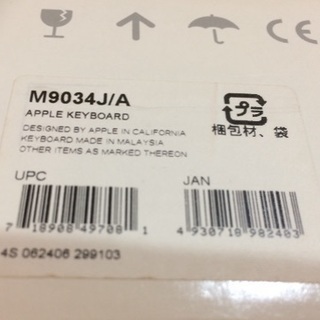 CE
M9034J/A
APPLE KEYBOARD
DESIGNED BY APPLE IN CALIFORNIA
KEYBOARD MADE IN MALAYSIA
OTHER ITEMS AS MARKED THEREON
プラ
梱包材、袋
UPC
JAN
7 18908 49708 1
4 930718 982403
4S 062406 299103